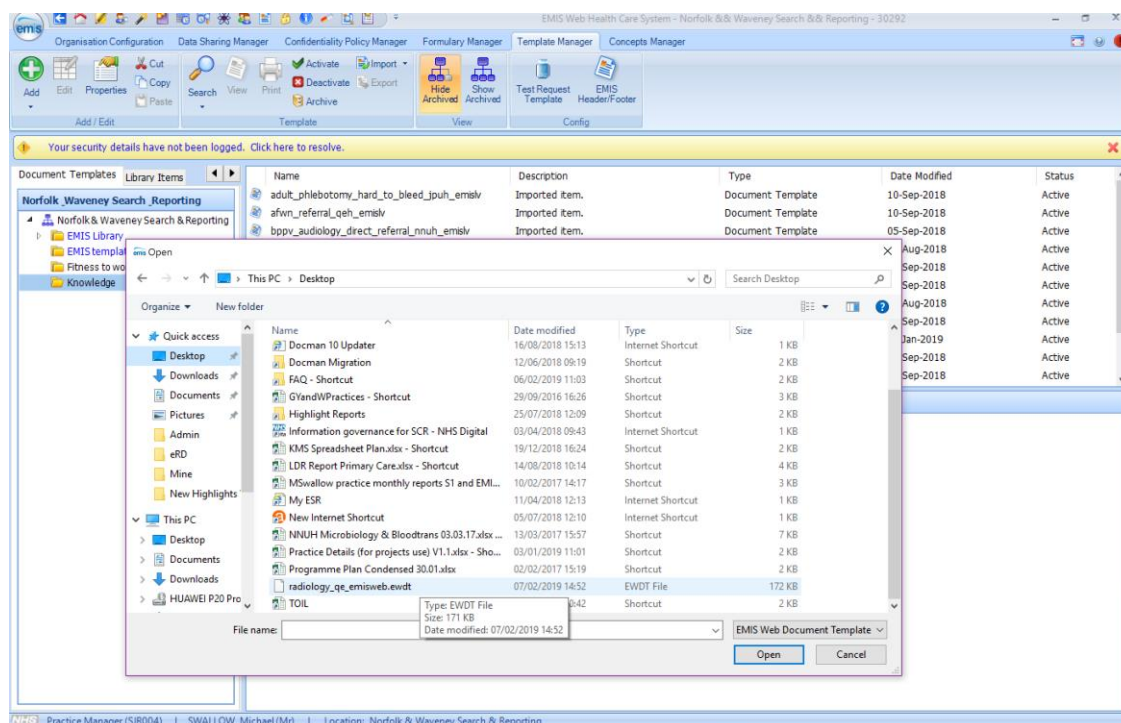 emis
EMIS Web Health Care System - Norfolk && Waveney Search && Reporting - 30292
Organisation Configuration Data Sharing Manager Confidentiality Policy Manager Formulary Manager Template Manager Concepts Manager
Add Edit Properties Cut Copy Paste
Add / Edit
Search View Print Activate Deactivate Archive Import Export
Template
Hide Archived Show Archived
View
Test Request Template EMIS Header/Footer
Config
Your security details have not been logged. Click here to resolve.
Document Templates Library Items
Norfolk _Waveney Search _Reporting
Norfolk & Waveney Search & Reporting
EMIS Library
EMIS templat
Fitness to wo
Knowledge
Name Description Type Date Modified Status
adult_phlebotomy_hard_to_bleed_jpuh_emislv Imported item. Document Template 10-Sep-2018 Active
afwn_referral_qeh_emislv Imported item. Document Template 10-Sep-2018 Active
bppv_audiology_direct_referral_nnuh_emislv Imported item. Document Template 05-Sep-2018 Active
Aug-2018 Active
Sep-2018 Active
Sep-2018 Active
Aug-2018 Active
Sep-2018 Active
Jan-2019 Active
Sep-2018 Active
Sep-2018 Active
emis Open
This PC > Desktop
Search Desktop
Organize New folder
Quick access
Desktop
Downloads
Documents
Pictures
Admin
eRD
Mine
New Highlights
This PC
Desktop
Documents
Downloads
HUAWEI P20 Pro
Name Date modified Type Size
Docman 10 Updater 16/08/2018 15:13 Internet Shortcut 1 KB
Docman Migration 12/06/2018 09:19 Shortcut 2 KB
FAQ - Shortcut 06/02/2019 11:03 Shortcut 2 KB
GYandWPractices - Shortcut 29/09/2016 16:26 Shortcut 3 KB
Highlight Reports 25/07/2018 12:09 Shortcut 2 KB
Information governance for SCR - NHS Digital 03/04/2018 09:43 Internet Shortcut 1 KB
KMS Spreadsheet Plan.xlsx - Shortcut 19/12/2018 16:24 Shortcut 2 KB
LDR Report Primary Care.xlsx - Shortcut 14/08/2018 10:14 Shortcut 4 KB
MSwallow practice monthly reports S1 and EMI... 10/02/2017 14:17 Shortcut 3 KB
My ESR 11/04/2018 12:13 Internet Shortcut 1 KB
New Internet Shortcut 05/07/2018 12:10 Internet Shortcut 1 KB
NNUH Microbiology & Bloodtrans 03.03.17.xlsx ... 13/03/2017 15:57 Shortcut 7 KB
Practice Details (for projects use) V1.1.xlsx - Sho... 03/01/2019 11:01 Shortcut 2 KB
Programme Plan Condensed 30.01.xlsx 02/02/2017 15:19 Shortcut 2 KB
radiology_qe_emisweb.ewdt 07/02/2019 14:52 EWDT File 172 KB
TOIL 0:42 Shortcut 2 KB
Type: EWDT File
Size: 171 KB
Date modified: 07/02/2019 14:52
File name:
EMIS Web Document Template
Open Cancel
NHS Practice Manager (SIR004) | SWALLOW, Michael (Mr) | Location: Norfolk & Waveney Search & Reporting